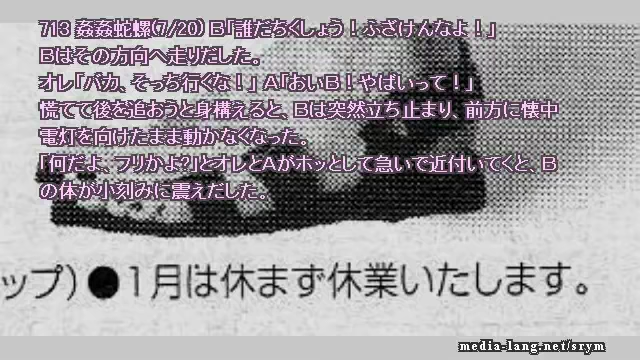 713 姦姦蛇螺(7/20) B「誰だちくしょう！ふざけんなよ！」
Bはその方向へ走りだした。
オレ「バカ、そっち行くな！」 A「おいB！やばいって！」
慌てて後を追おうと身構えると、Bは突然立ち止まり、前方に懐中
電灯を向けたまま動かなくなった。
「何だよ、フリかよ?」とオレとAがホッとして急いで近付いてくと、B
の体が小刻みに震えだした。
ップ)●1月は休まず休業いたします。
media-lang.net/srym